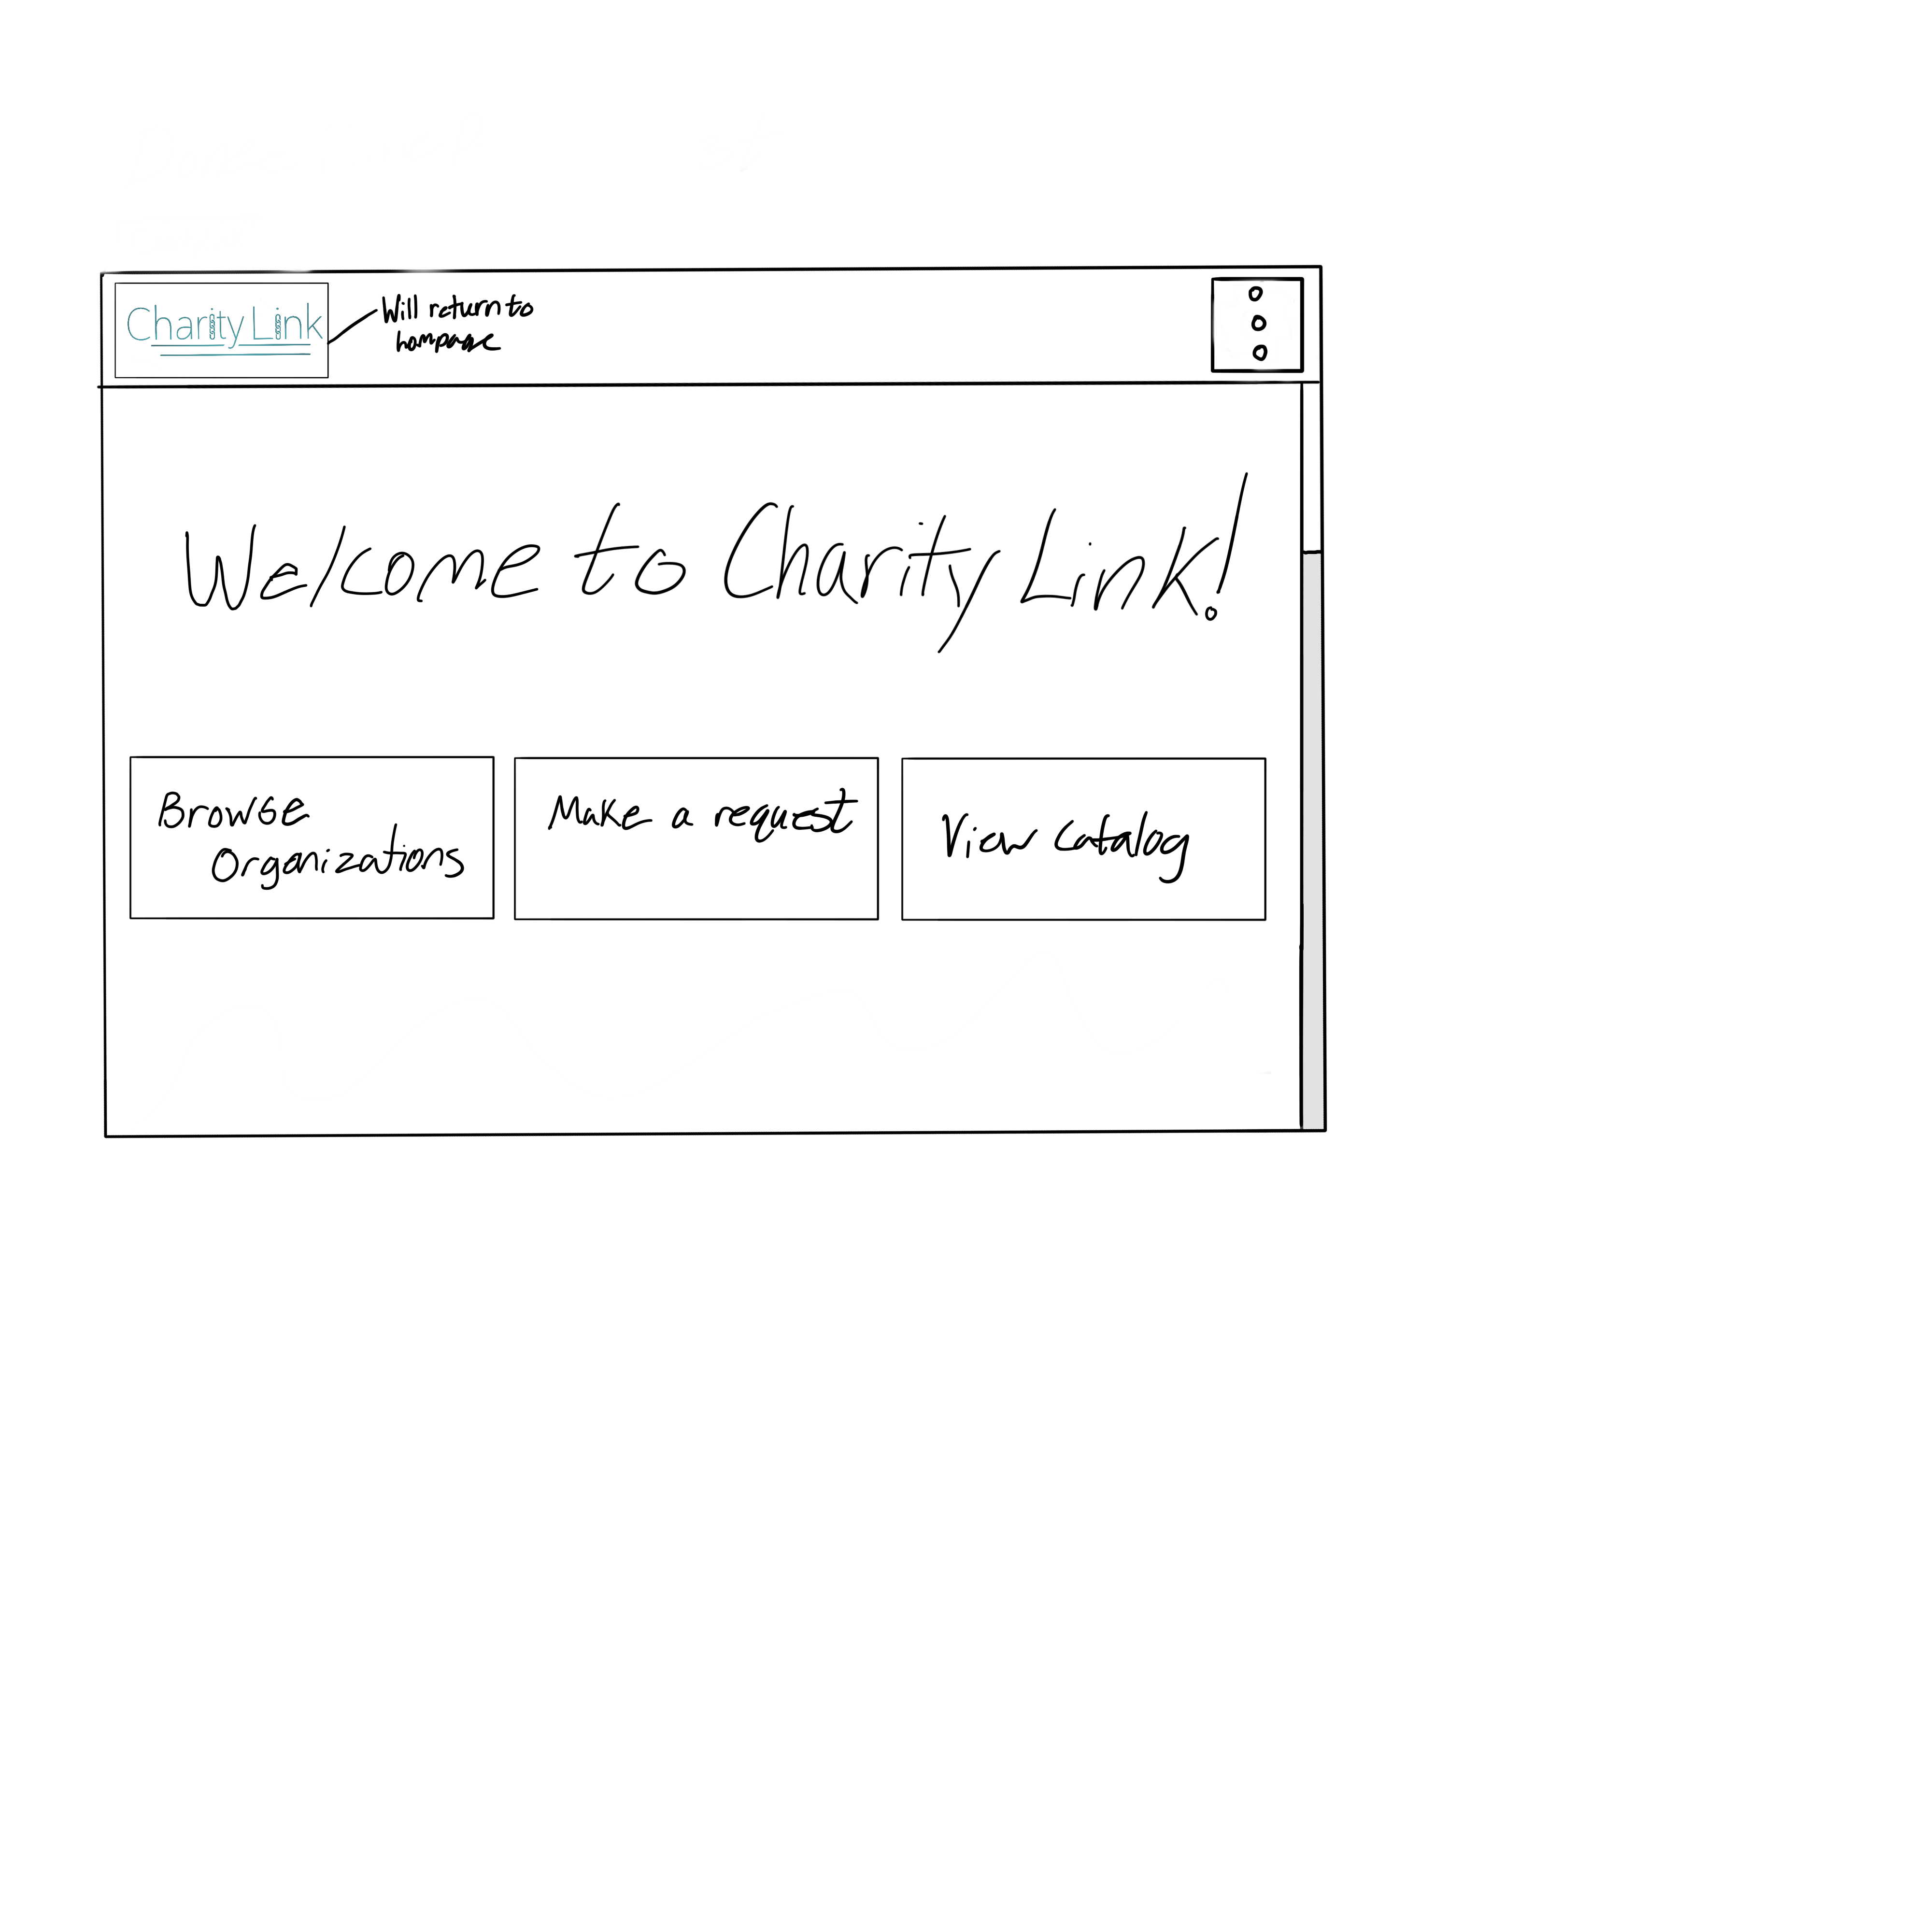 Charity Link
Will return to
hompage
Welcome to Charity Link!
Browse
Organizations
Make a request
View Catalog